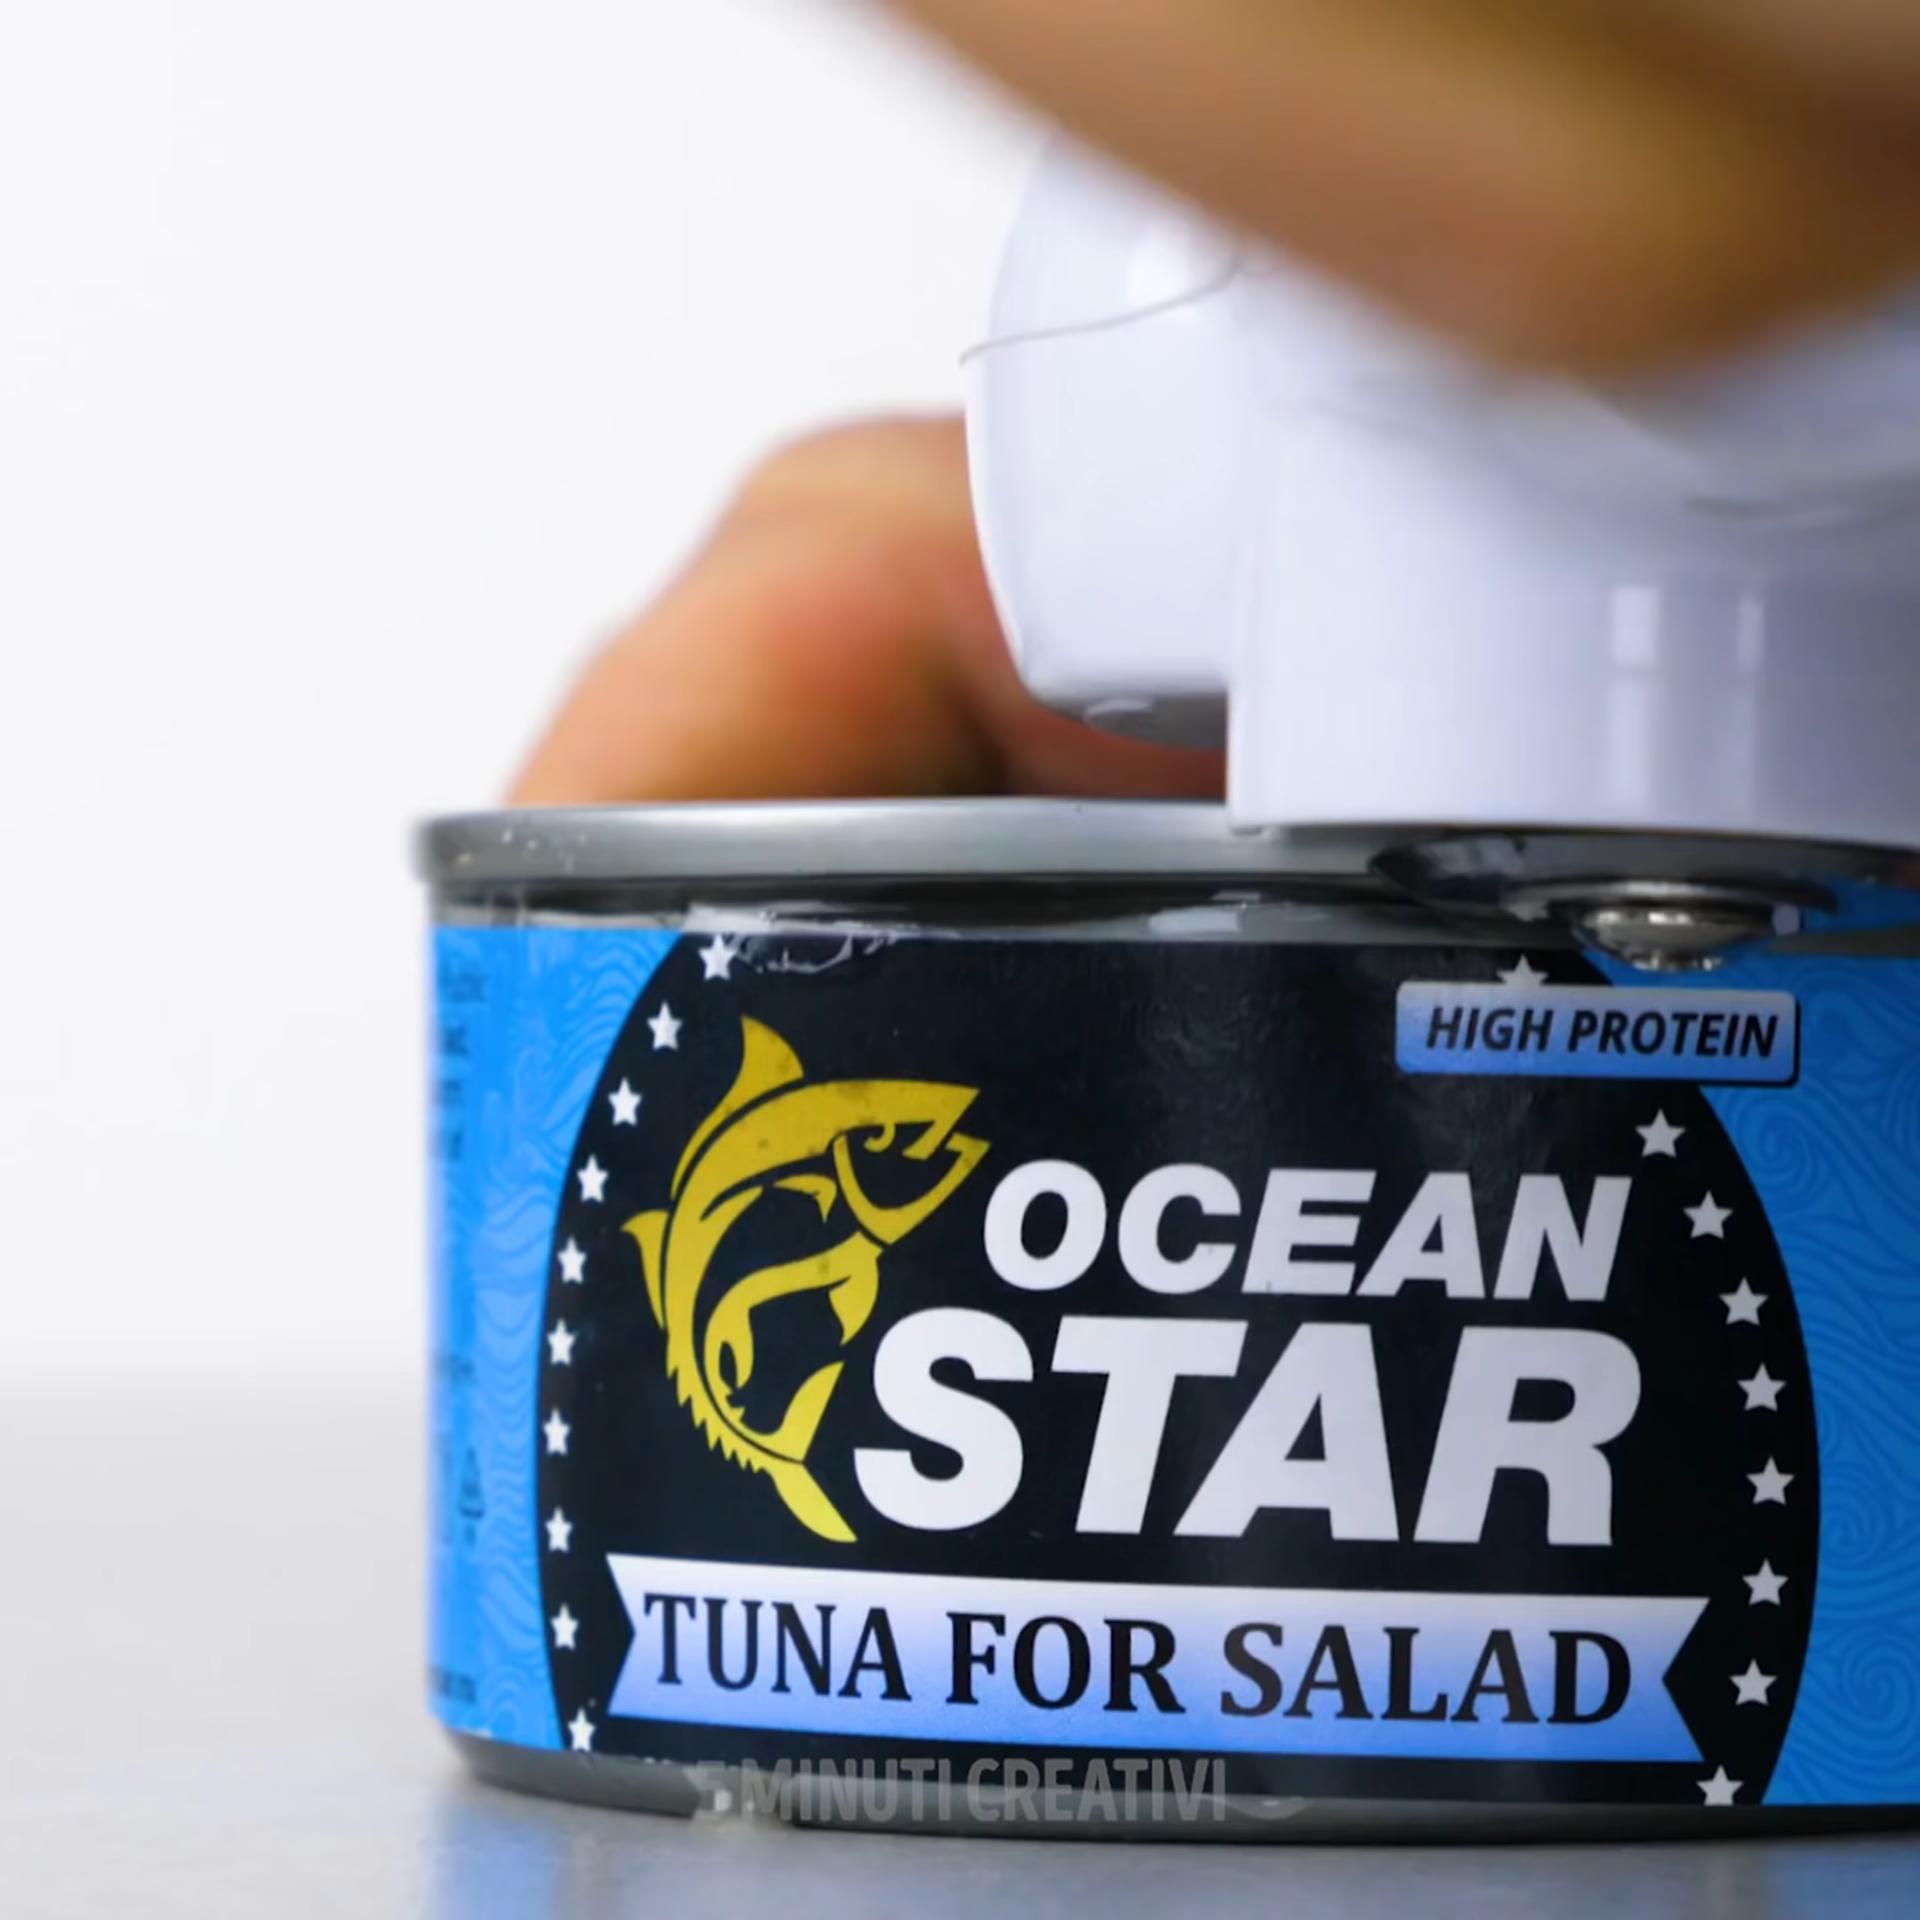 HIGH PROTEIN
OCEAN
STAR
TUNA FOR SALAD
5 MINUTI CREATIVI